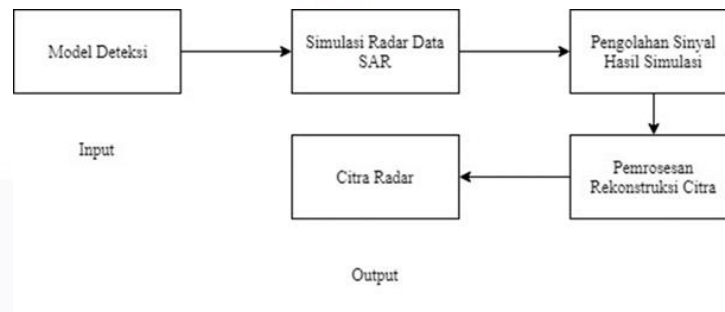 Model Deteksi
Simulasi Radar Data
SAR
Pengolahan Sinyal
Hasil Simulasi
Input
Citra Radar
Pemrosesan
Rekonstruksi Citra
Output